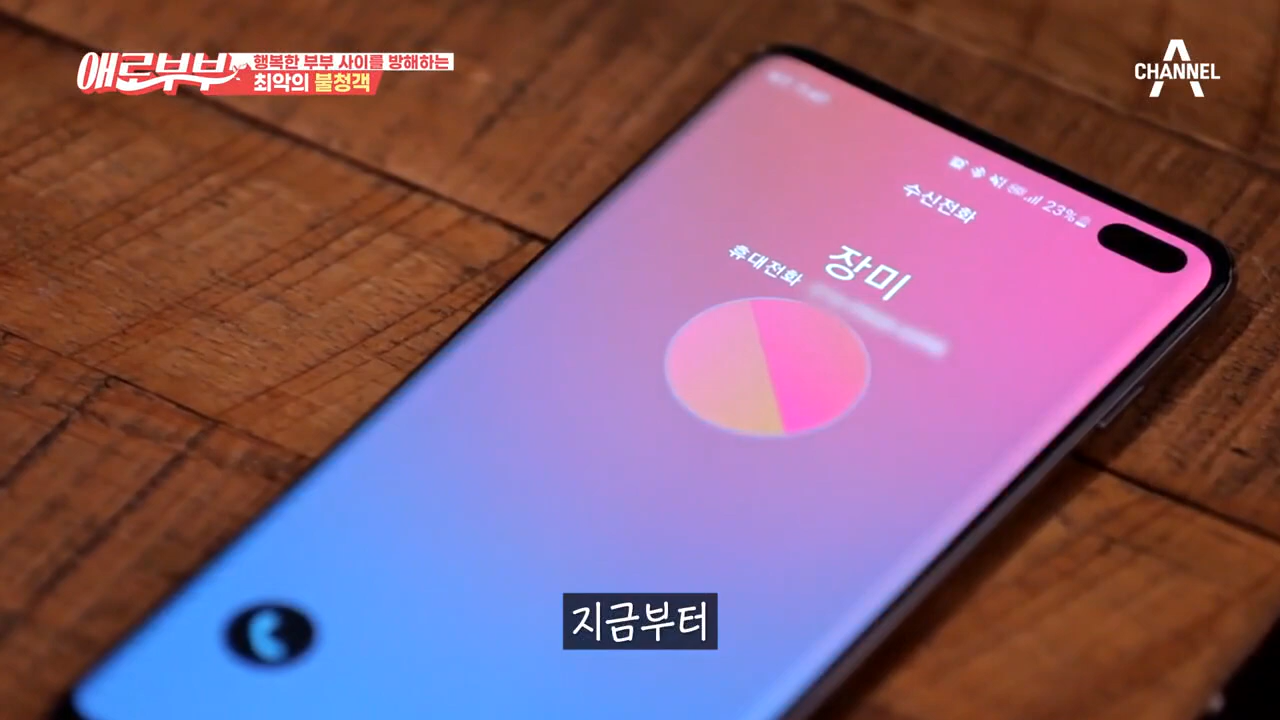 애로부부
행복한 부부 사이를 방해하는
최악의 불청객
CHANNEL A
23%
수신전화
장미
휴대전화
지금부터